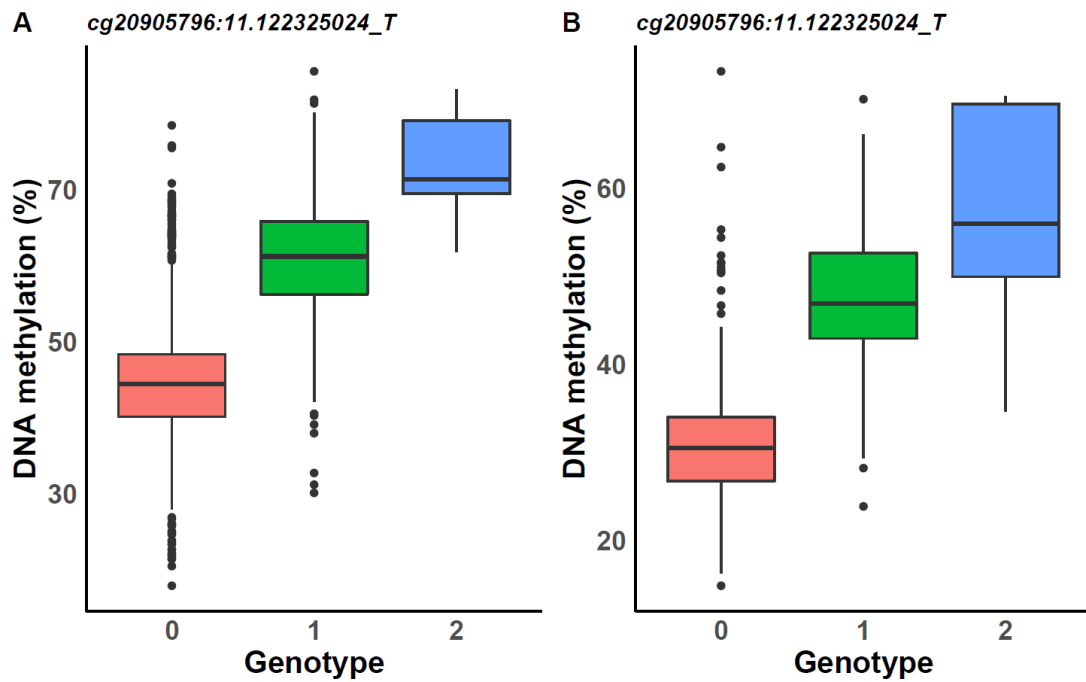 A
cg20905796:11.122325024_T
DNA methylation (%)
70
50
30
0 1 2
Genotype
B
cg20905796:11.122325024_T
DNA methylation (%)
60
40
20
0 1 2
Genotype